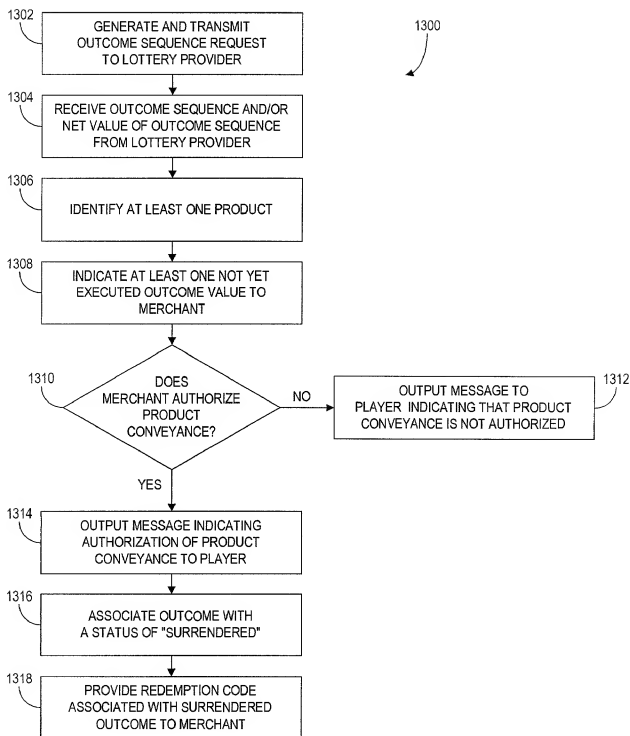 1302
GENERATE AND TRANSMIT
OUTCOME SEQUENCE REQUEST
TO LOTTERY PROVIDER
1300
1304
RECEIVE OUTCOME SEQUENCE AND/OR
NET VALUE OF OUTCOME SEQUENCE
FROM LOTTERY PROVIDER
1306
IDENTIFY AT LEAST ONE PRODUCT
1308
INDICATE AT LEAST ONE NOT YET
EXECUTED OUTCOME VALUE TO
MERCHANT
1310
DOES
MERCHANT AUTHORIZE
PRODUCT
CONVEYANCE?
NO
1312
OUTPUT MESSAGE TO
PLAYER INDICATING THAT PRODUCT
CONVEYANCE IS NOT AUTHORIZED
YES
1314
OUTPUT MESSAGE INDICATING
AUTHORIZATION OF PRODUCT
CONVEYANCE TO PLAYER
1316
ASSOCIATE OUTCOME WITH
A STATUS OF "SURRENDERED"
1318
PROVIDE REDEMPTION CODE
ASSOCIATED WITH SURRENDERED
OUTCOME TO MERCHANT